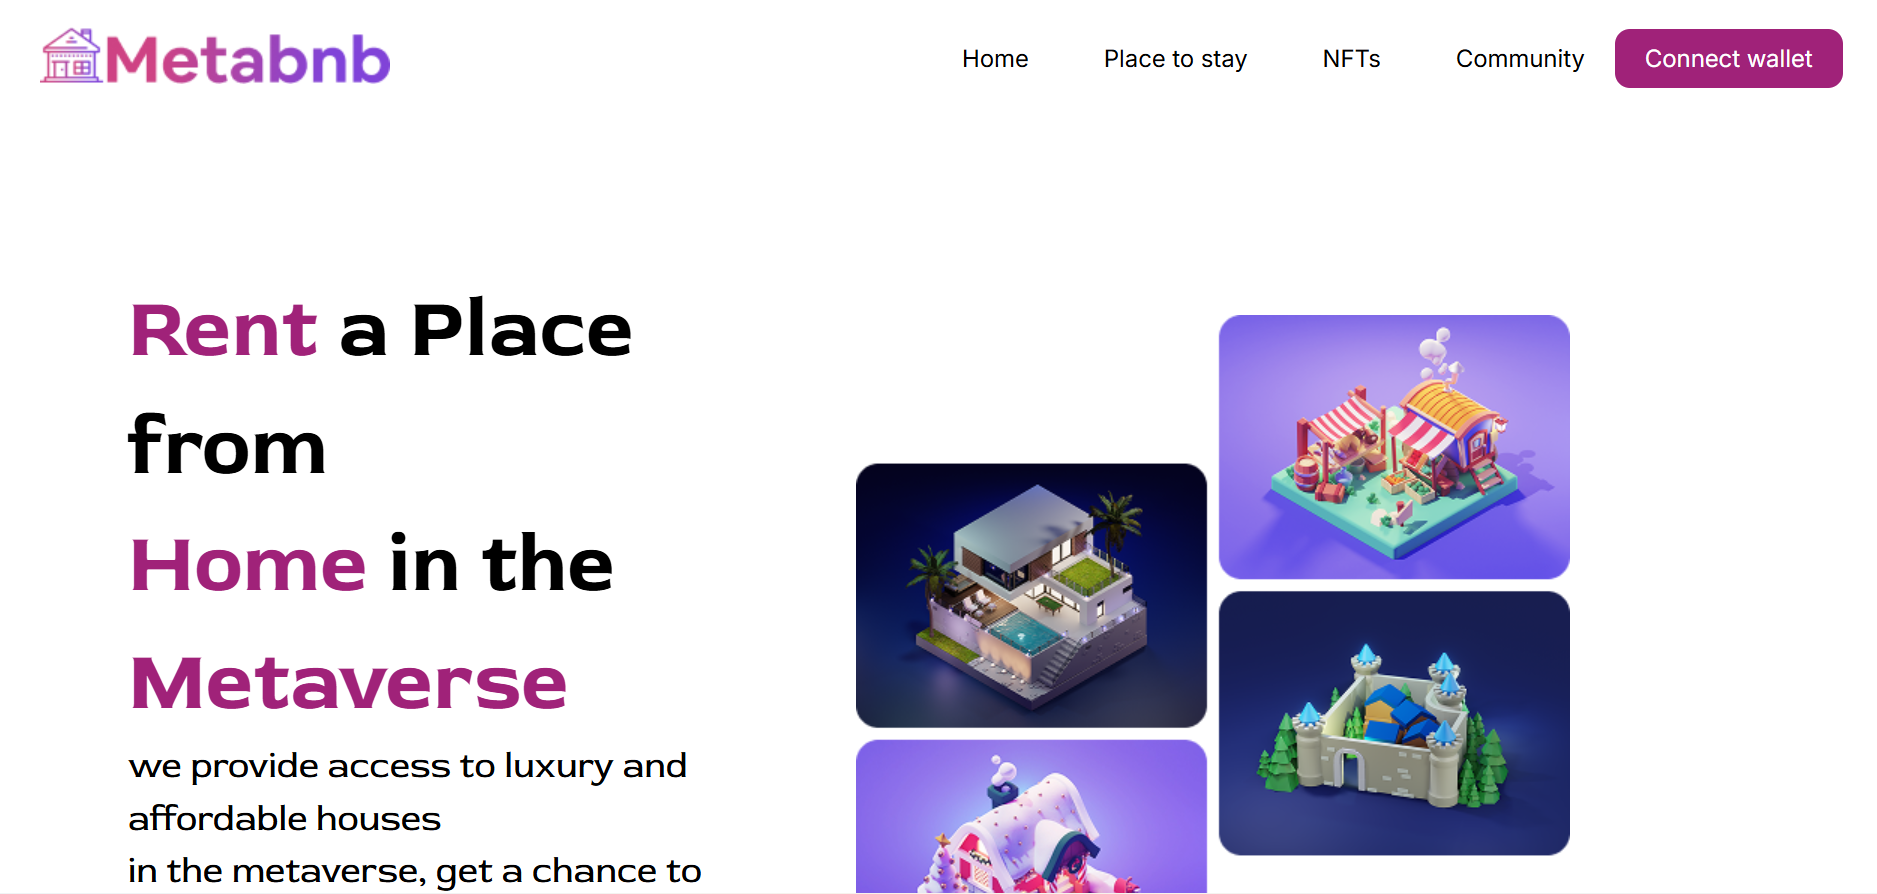 Metabnb
Home
Place to stay
NFTs
Community
Connect wallet
Rent a Place
from
Home in the
Metaverse
we provide access to luxury and
affordable houses
in the metaverse, get a chance to